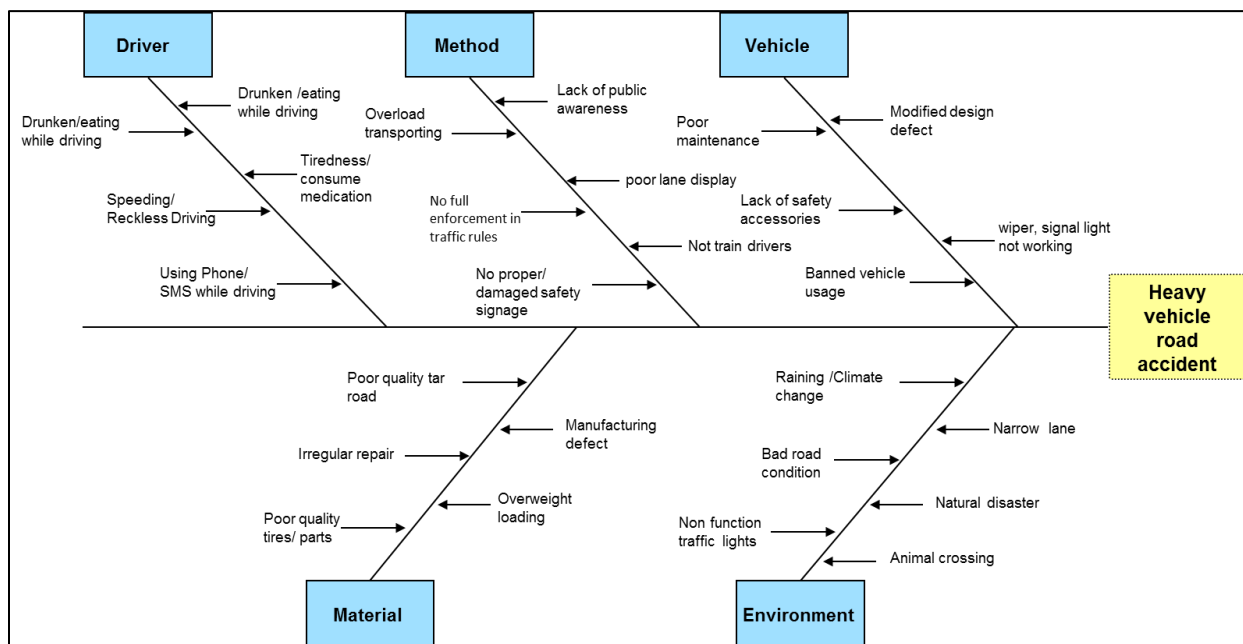 Driver
Method
Vehicle
Drunken /eating
while driving
Drunken/eating
while driving
Tiredness/
consume
medication
Speeding/
Reckless Driving
Using Phone/
SMS while driving
Lack of public
awareness
Overload
transporting
poor lane display
No full
enforcement in
traffic rules
Not train drivers
No proper/
damaged safety
signage
Modified design
defect
Poor
maintenance
Lack of safety
accessories
wiper, signal light
not working
Banned vehicle
usage
Heavy
vehicle
road
accident
Poor quality tar
road
Manufacturing
defect
Irregular repair
Overweight
loading
Poor quality
tires/ parts
Raining /Climate
change
Narrow lane
Bad road
condition
Natural disaster
Non function
traffic lights
Animal crossing
Material
Environment